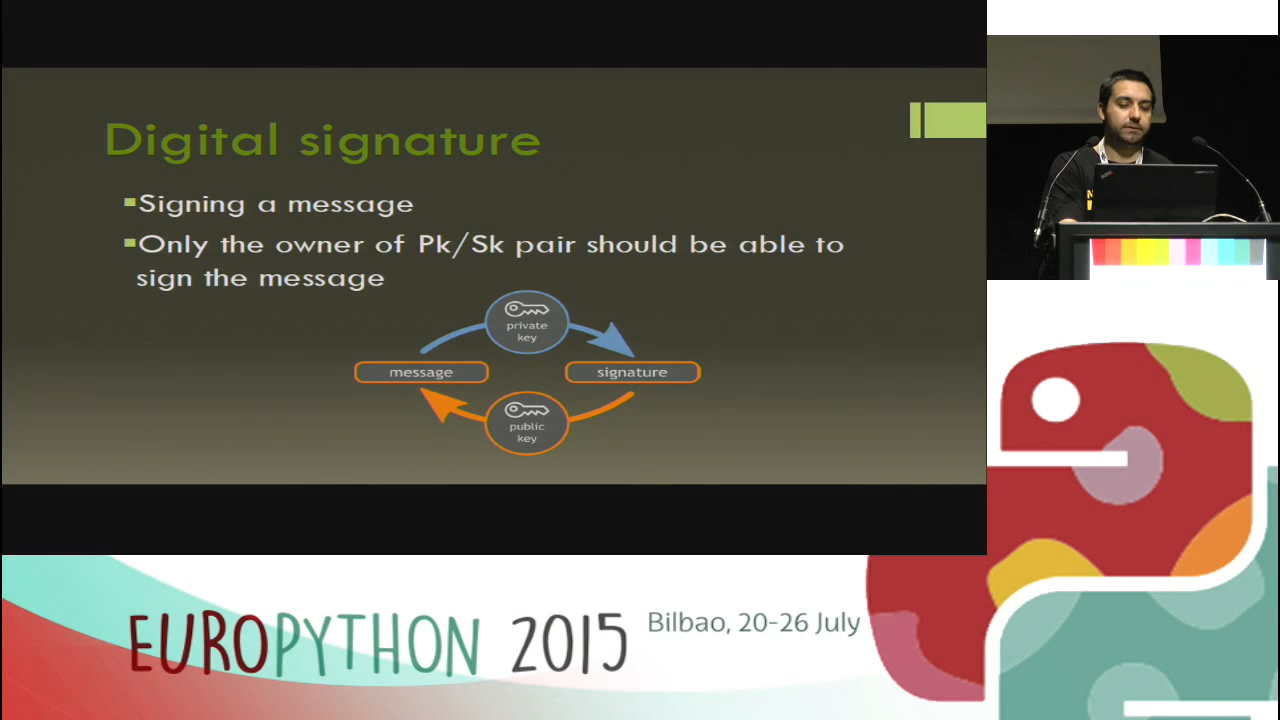 Digital signature
Signing a message
Only the owner of Pk/Sk pair should be able to
sign the message
private
key
message
signature
public
key
EUROPYTHON 2015
Bilbao, 20-26 July